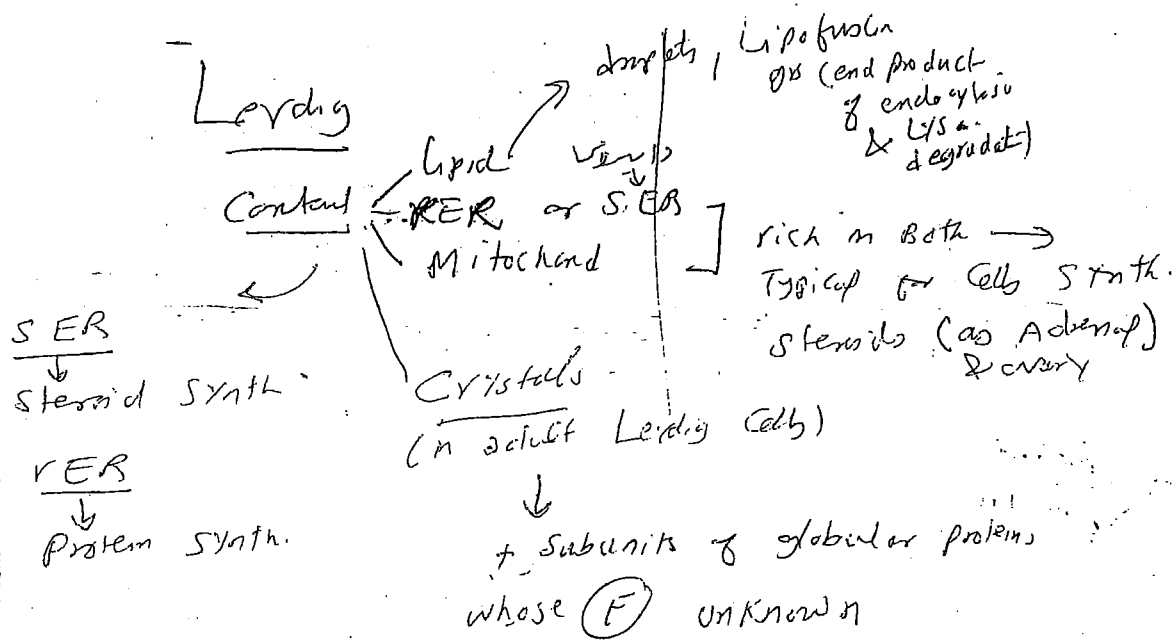 Leydig
Content
Lipid
droplets, Lipofuscin
grs (end product
of endocytosis
& Lys.
degradat)
RER or SER
Mitochond
rich in Both
Typical for Cells synth.
steroids (as Adrenal)
& ovary
SER
Steroid synth.
rER
Protein synth.
Crystals
(in adult Leydig Cells)
+ Subunits of globular proteins
whose F unknown